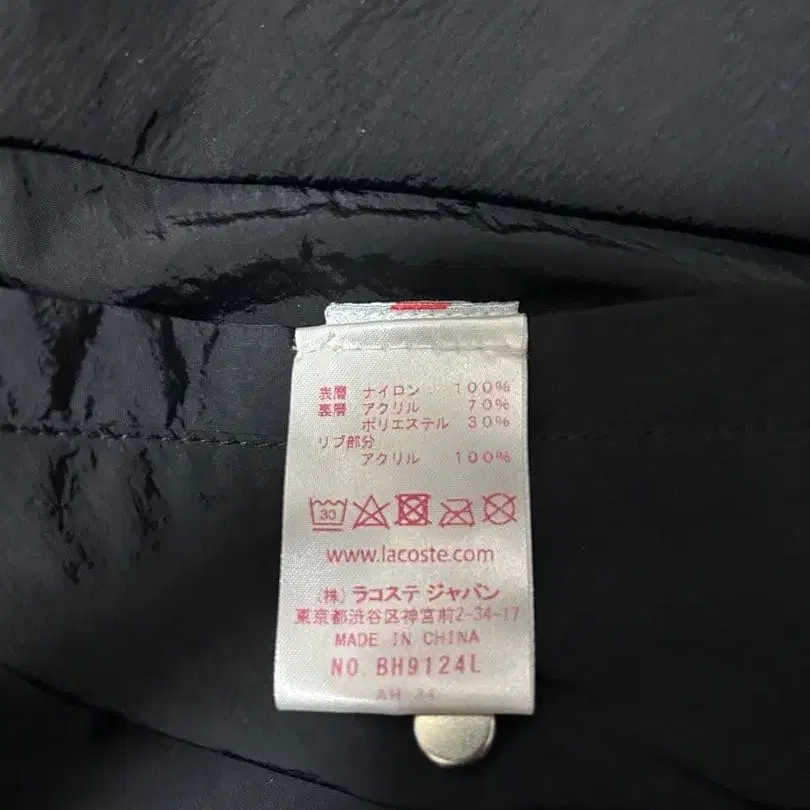 表層 ナイロン 100%
裏層 アクリル 70%
ポリエステル 30%
リブ部分
アクリル 100%
30
www.lacoste.com
(株) ラコステ ジャパン
東京都渋谷区神宮前2-34-17
MADE IN CHINA
NO. BH9124L